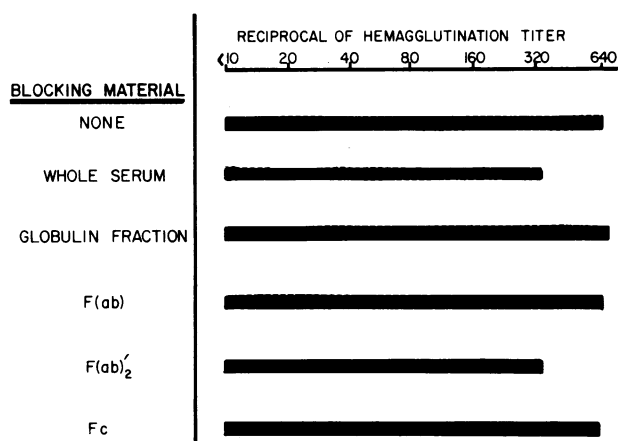 RECIPROCAL OF HEMAGGLUTINATION TITER
<10 20 40 80 160 320 640
BLOCKING MATERIAL
NONE
WHOLE SERUM
GLOBULIN FRACTION
F(ab)
F(ab)′₂
Fc